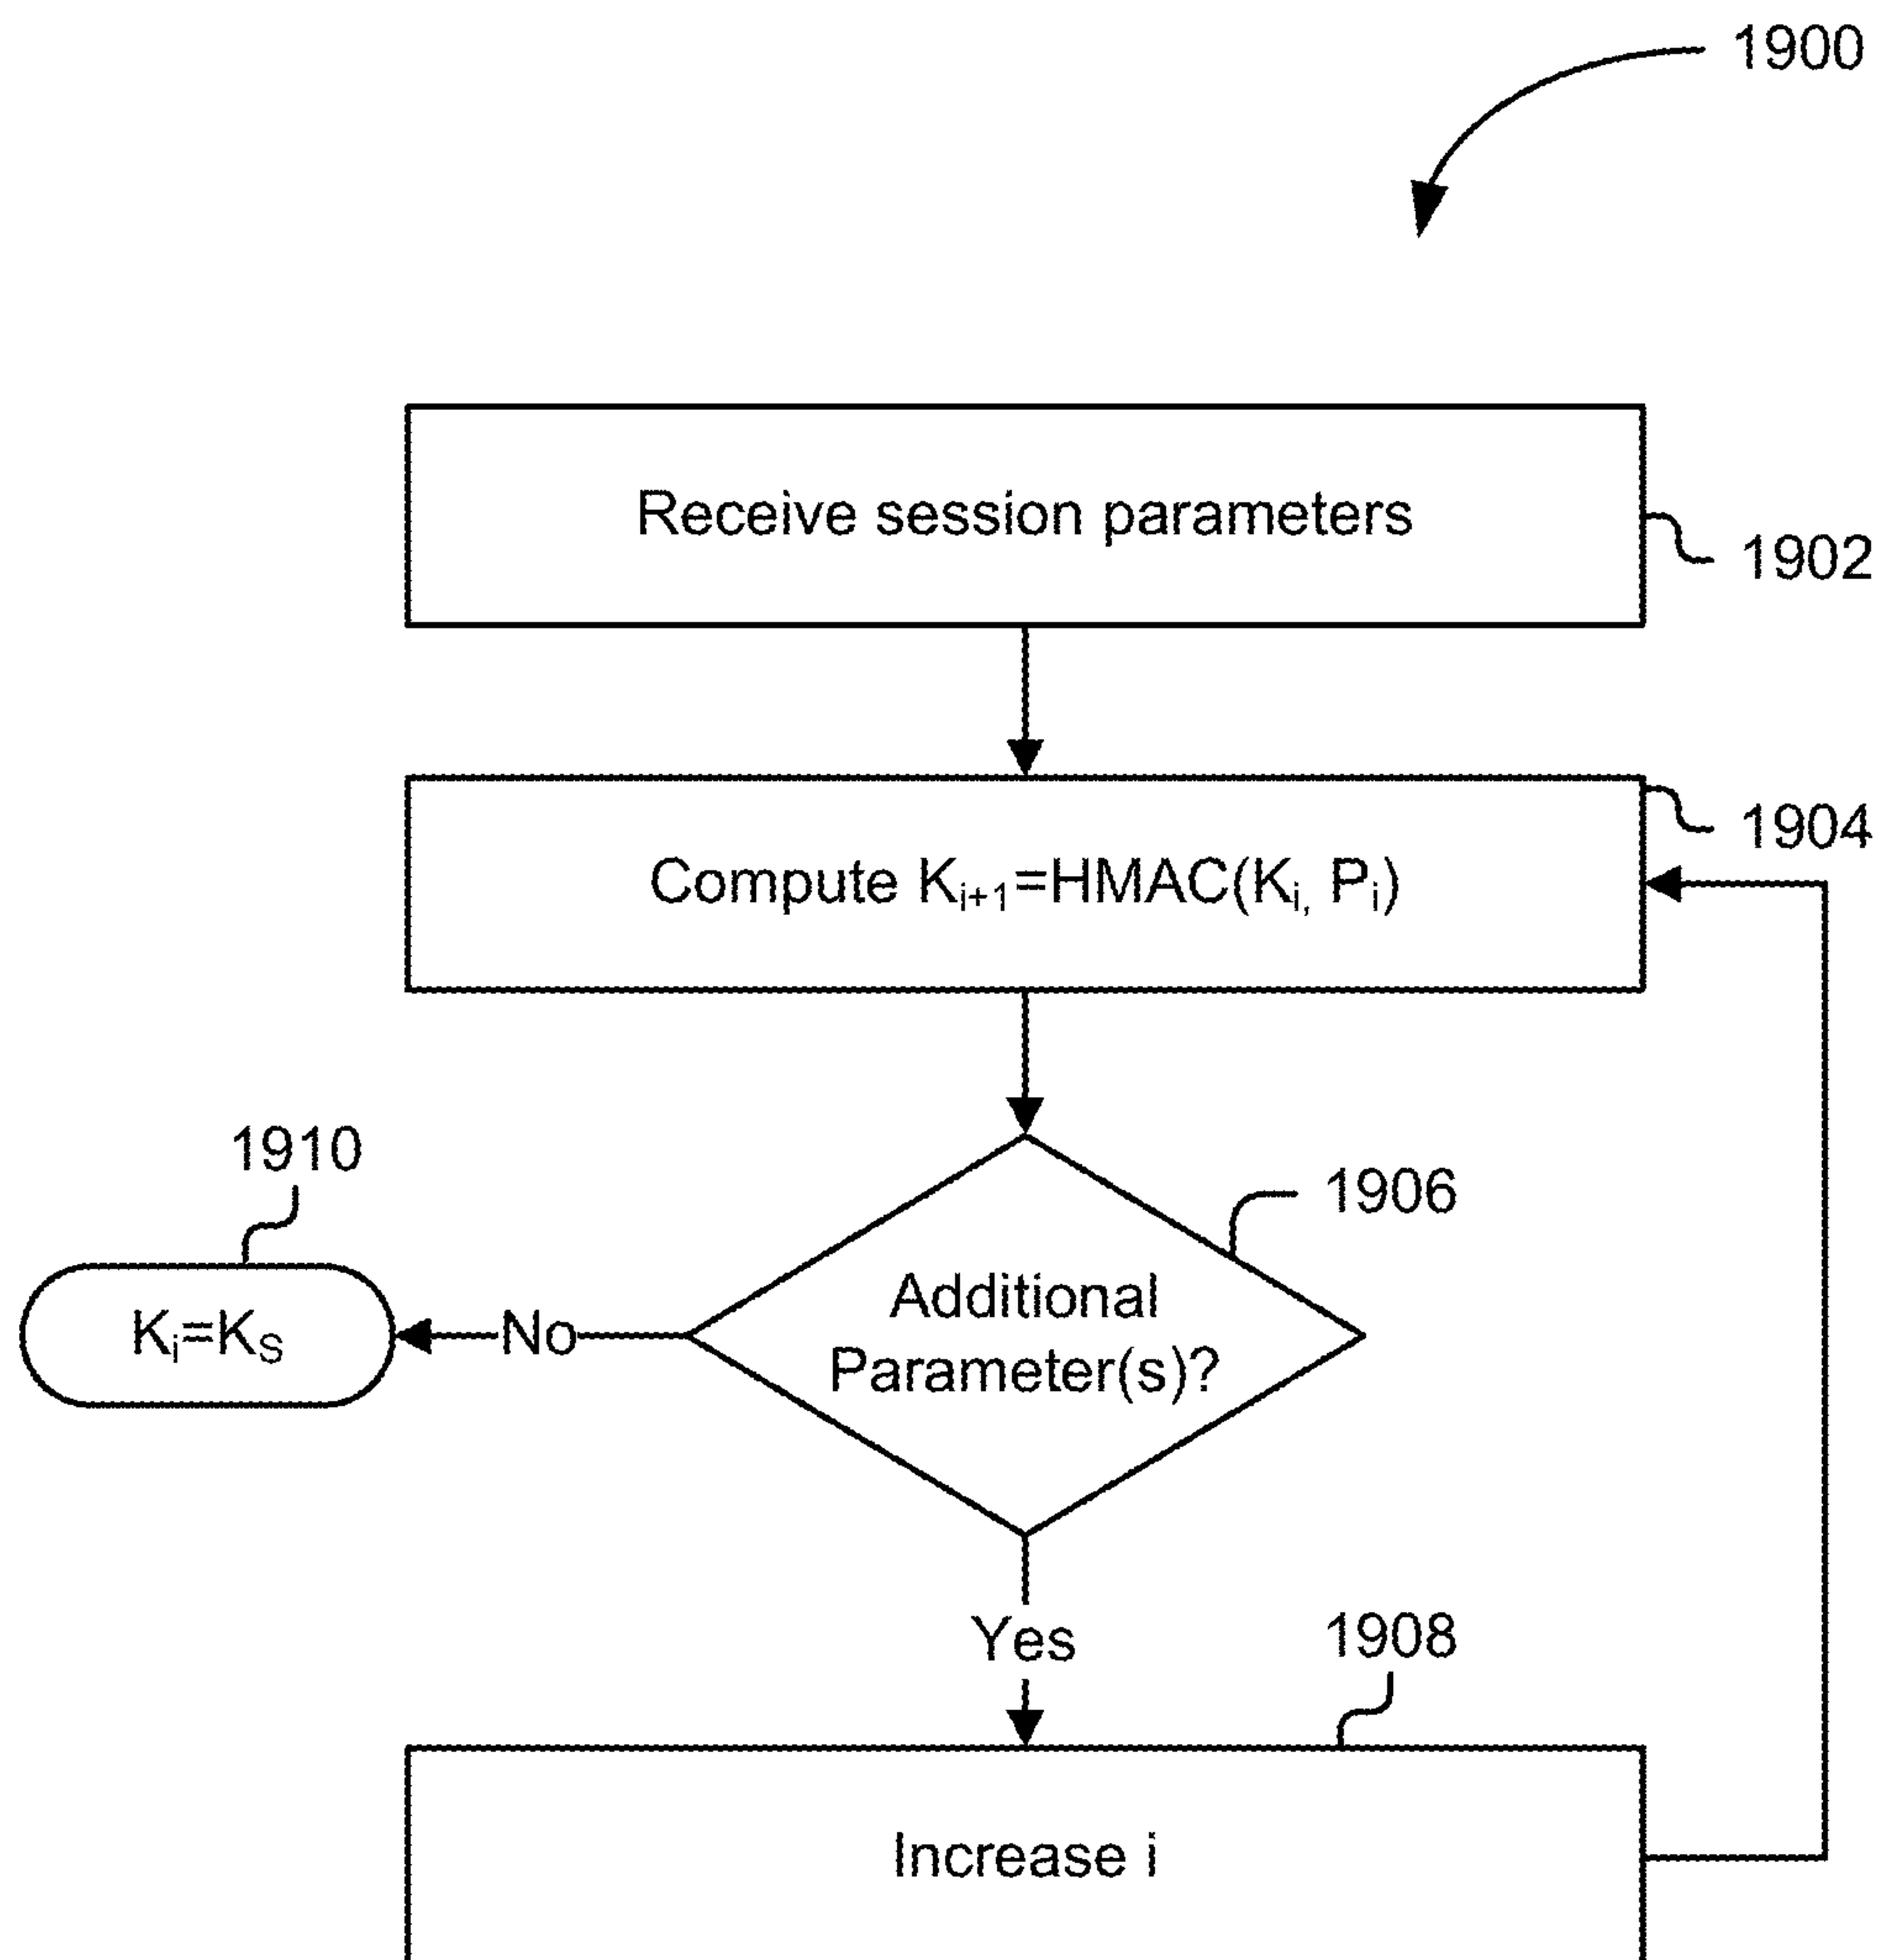 1900
Receive session parameters
1902
1904
Compute Kᵢ₊₁=HMAC(Kᵢ, Pᵢ)
1910
1906
Additional
Parameter(s)?
Kᵢ=K_S
No
Yes
1908
Increase i